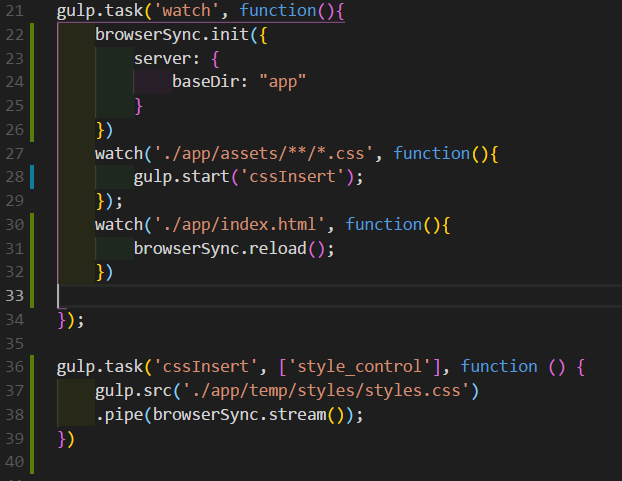 21 gulp.task('watch', function(){
22 browserSync.init({
23 server: {
24 baseDir: "app"
25 }
26 })
27 watch('./app/assets/**/*.css', function(){
28 gulp.start('cssInsert');
29 });
30 watch('./app/index.html', function(){
31 browserSync.reload();
32 })
33
34 });
35
36 gulp.task('cssInsert', ['style_control'], function () {
37 gulp.src('./app/temp/styles/styles.css')
38 .pipe(browserSync.stream());
39 })
40